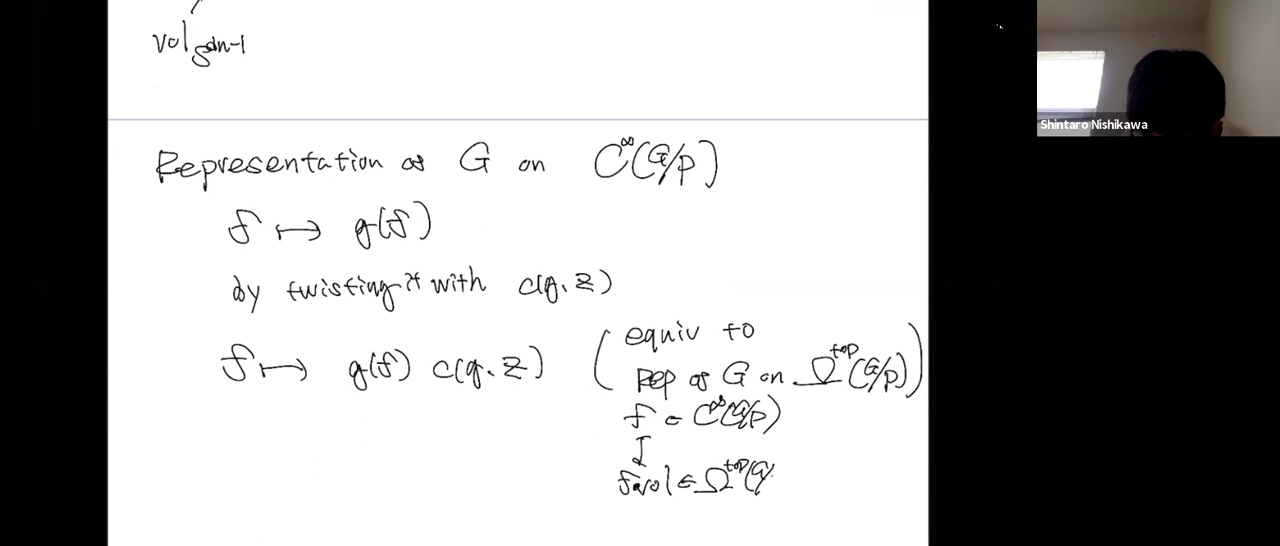 vol S^{dn-1}
Shintaro Nishikawa
Representation of G on C^∞(G/P)
f ↦ g(f)
by twisting it with c(g, z)
f ↦ g(f) c(g, z) ( equiv to
Rep of G on Ω^{top}(G/P) )
f ∈ C^∞(G/P)
↧
f·vol ∈ Ω^{top}(G/